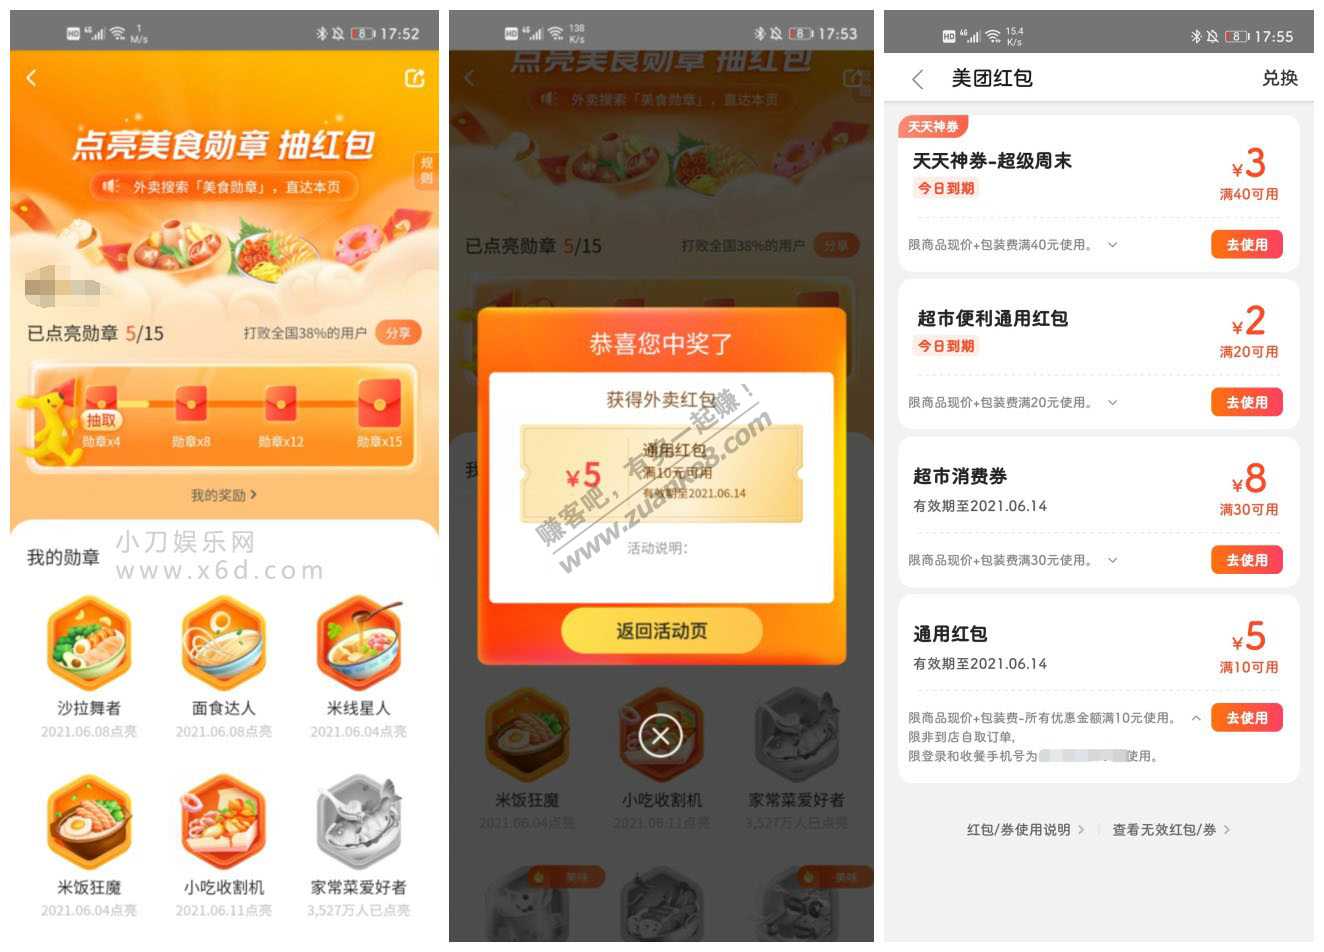 HD 4G 1 M/s 8 17:52
点亮美食勋章 抽红包
规则
外卖搜索「美食勋章」，直达本页
已点亮勋章 5/15
打败全国38%的用户
分享
抽取
勋章x4
勋章x8
勋章x12
勋章x15
我的奖励
我的勋章
小刀娱乐网
www.x6d.com
沙拉舞者
面食达人
米线星人
2021.06.08点亮
2021.06.08点亮
2021.06.04点亮
米饭狂魔
小吃收割机
家常菜爱好者
2021.06.04点亮
2021.06.11点亮
3,527万人已点亮
HD 4G 138 K/s 8 17:53
点亮美食勋章 抽红包
外卖搜索「美食勋章」，直达本页
已点亮勋章 5/15
打败全国38%的用户
分享
恭喜您中奖了
获得外卖红包
¥5
通用红包
满10元可用
有效期至2021.06.14
活动说明：
赚客吧，有奖一起赚！
www.zuanke8.com
返回活动页
我
米饭狂魔
小吃收割机
家常菜爱好者
2021.06.04点亮
2021.06.11点亮
3,527万人已点亮
美味
美味
HD 4G 15.4 K/s 8 17:55
美团红包
兑换
天天神券
天天神券-超级周末
今日到期
¥3
满40可用
限商品现价+包装费满40元使用。
去使用
超市便利通用红包
今日到期
¥2
满20可用
限商品现价+包装费满20元使用。
去使用
超市消费券
有效期至2021.06.14
¥8
满30可用
限商品现价+包装费满30元使用。
去使用
通用红包
有效期至2021.06.14
¥5
满10可用
限商品现价+包装费-所有优惠金额满10元使用。
限非到店自取订单，
限登录和收餐手机号为
使用。
去使用
红包/券使用说明
查看无效红包/券